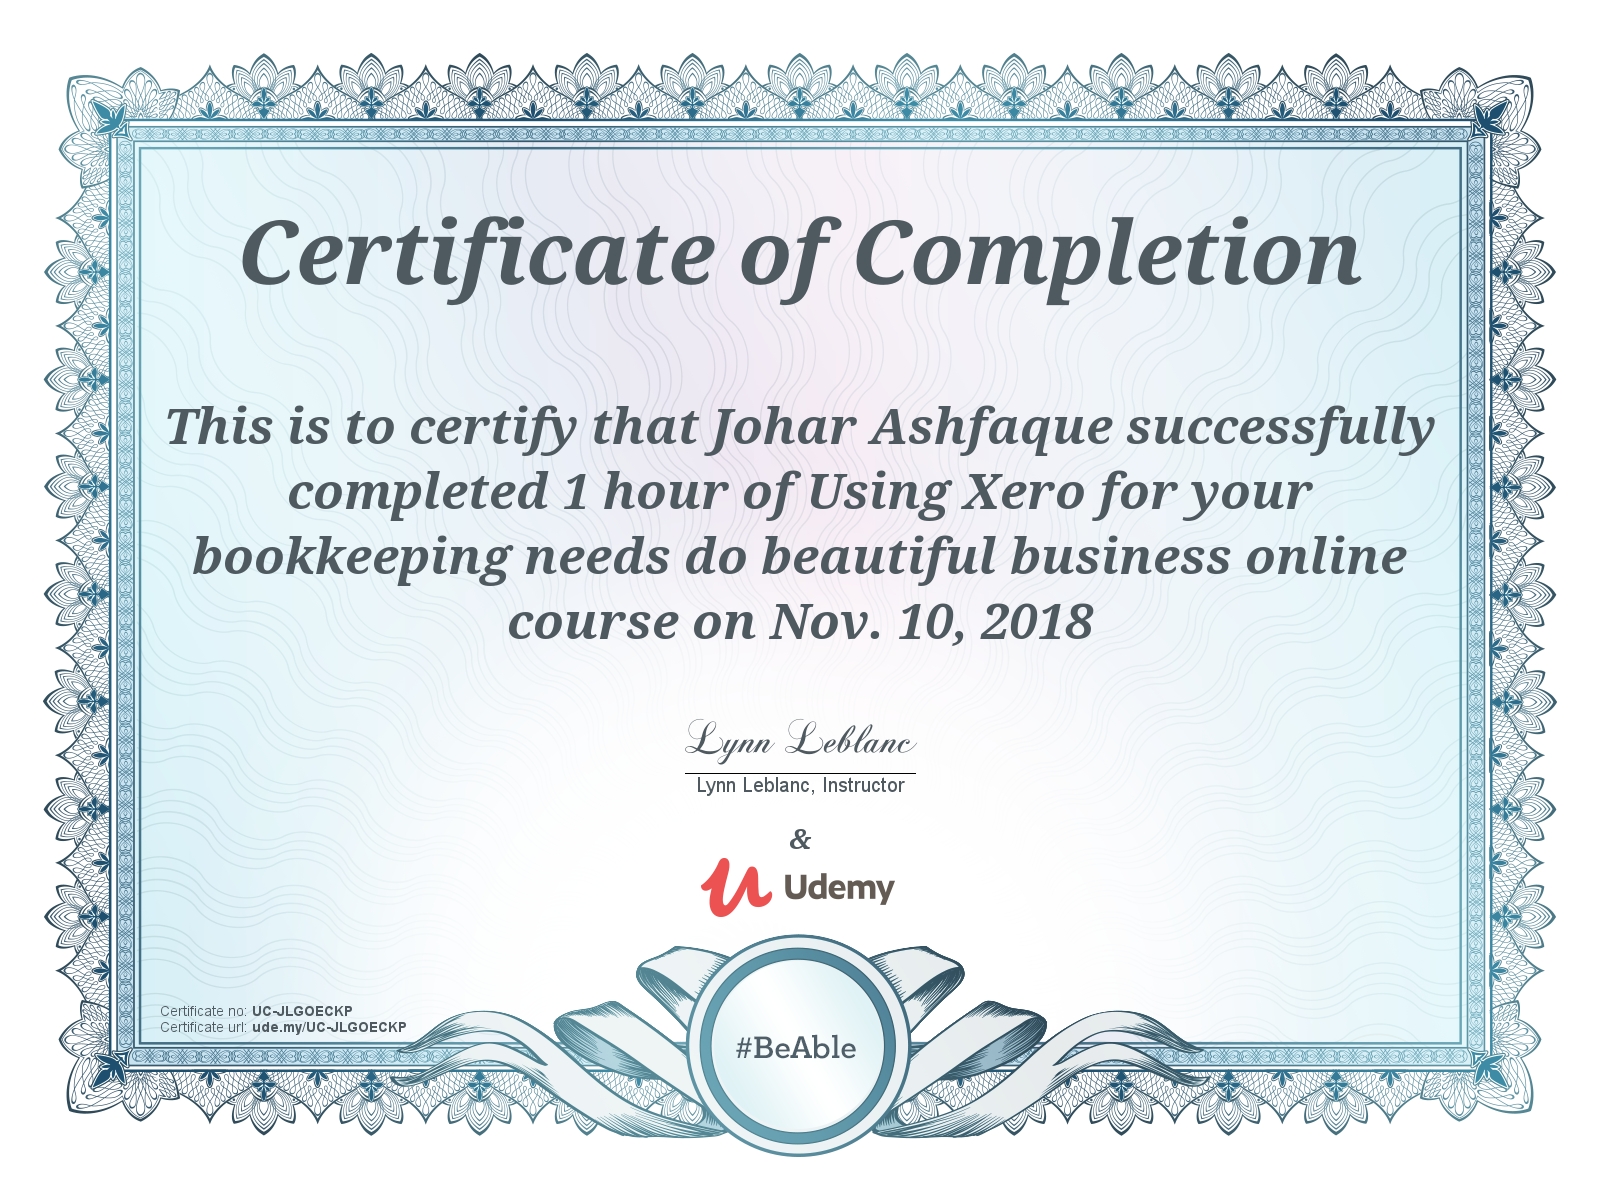 Certificate of Completion
This is to certify that Johar Ashfaque successfully
completed 1 hour of Using Xero for your
bookkeeping needs do beautiful business online
course on Nov. 10, 2018
Lynn Leblanc
Lynn Leblanc, Instructor
&
Udemy
Certificate no: UC-JLGOECKP
Certificate url: ude.my/UC-JLGOECKP
#BeAble